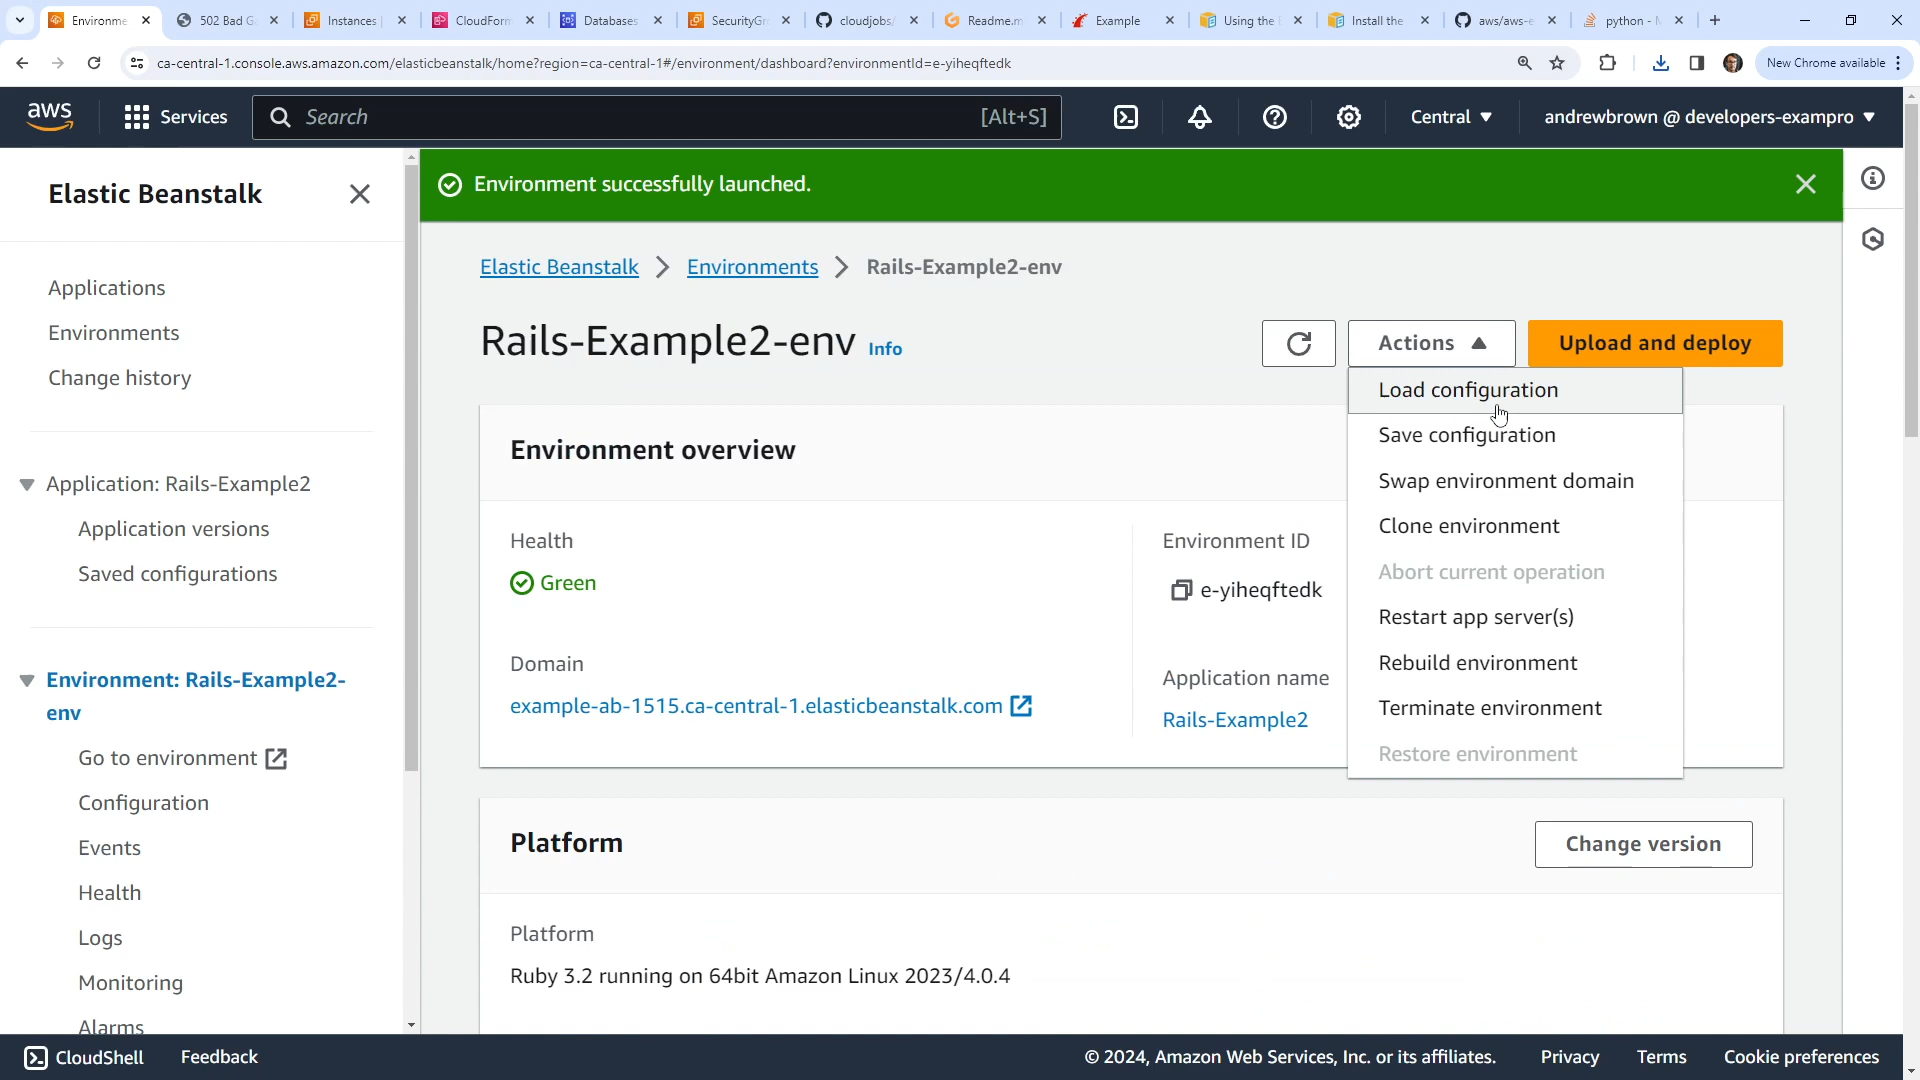 Environme
502 Bad G
Instances
CloudForm
Databases
SecurityGr
cloudjobs/
Readme.m
Example
Using the E
Install the
aws/aws-e
python - 
ca-central-1.console.aws.amazon.com/elasticbeanstalk/home?region=ca-central-1#/environment/dashboard?environmentId=e-yiheqftedk
New Chrome available
aws
Services
Search
[Alt+S]
Central
andrewbrown @ developers-exampro
Elastic Beanstalk
Environment successfully launched.
Applications
Environments
Change history
Application: Rails-Example2
Application versions
Saved configurations
Environment: Rails-Example2-
env
Go to environment
Configuration
Events
Health
Logs
Monitoring
Alarms
Elastic Beanstalk
Environments
Rails-Example2-env
Rails-Example2-env Info
Actions
Upload and deploy
Load configuration
Save configuration
Swap environment domain
Clone environment
Abort current operation
Restart app server(s)
Rebuild environment
Terminate environment
Restore environment
Environment overview
Health
Green
Domain
example-ab-1515.ca-central-1.elasticbeanstalk.com
Environment ID
e-yiheqftedk
Application name
Rails-Example2
Platform
Change version
Platform
Ruby 3.2 running on 64bit Amazon Linux 2023/4.0.4
CloudShell
Feedback
© 2024, Amazon Web Services, Inc. or its affiliates.
Privacy
Terms
Cookie preferences